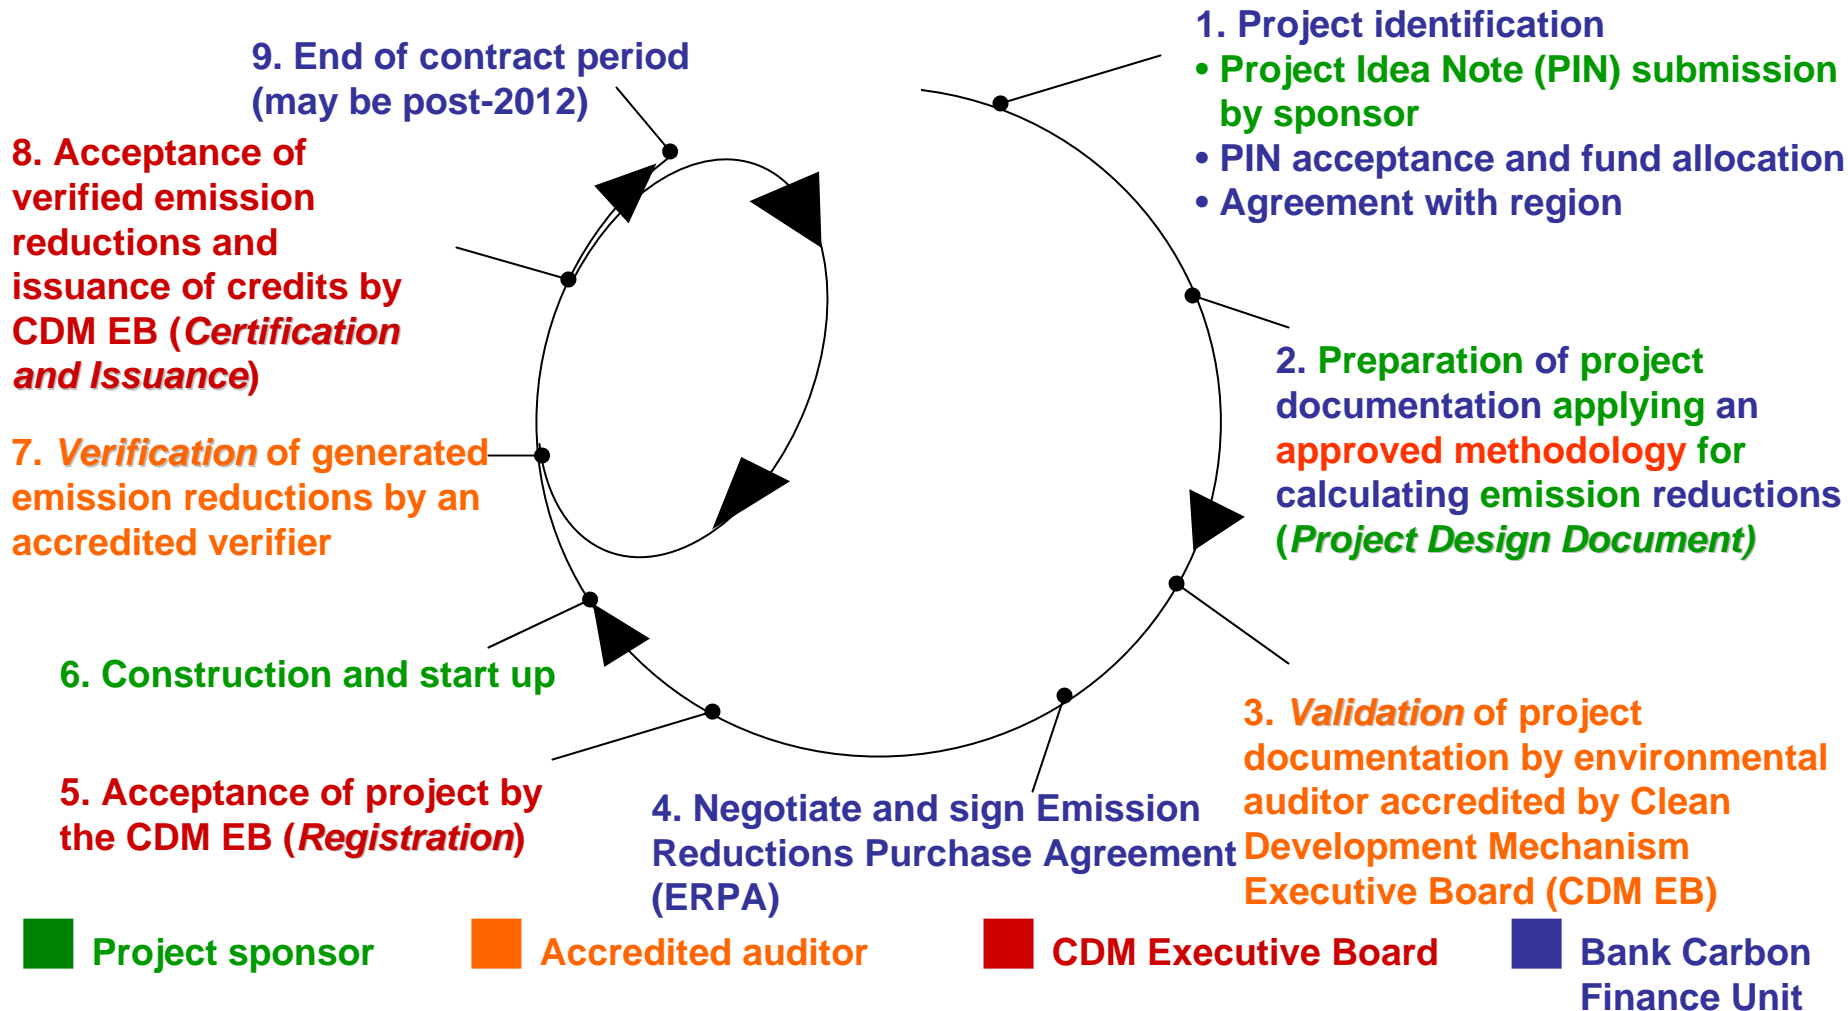 1. Project identification
• Project Idea Note (PIN) submission
by sponsor
• PIN acceptance and fund allocation
• Agreement with region
2. Preparation of project
documentation applying an
approved methodology for
calculating emission reductions
(Project Design Document)
3. Validation of project
documentation by environmental
auditor accredited by Clean
Development Mechanism
Executive Board (CDM EB)
4. Negotiate and sign Emission
Reductions Purchase Agreement
(ERPA)
5. Acceptance of project by
the CDM EB (Registration)
6. Construction and start up
7. Verification of generated
emission reductions by an
accredited verifier
8. Acceptance of
verified emission
reductions and
issuance of credits by
CDM EB (Certification
and Issuance)
9. End of contract period
(may be post-2012)
Project sponsor
Accredited auditor
CDM Executive Board
Bank Carbon
Finance Unit